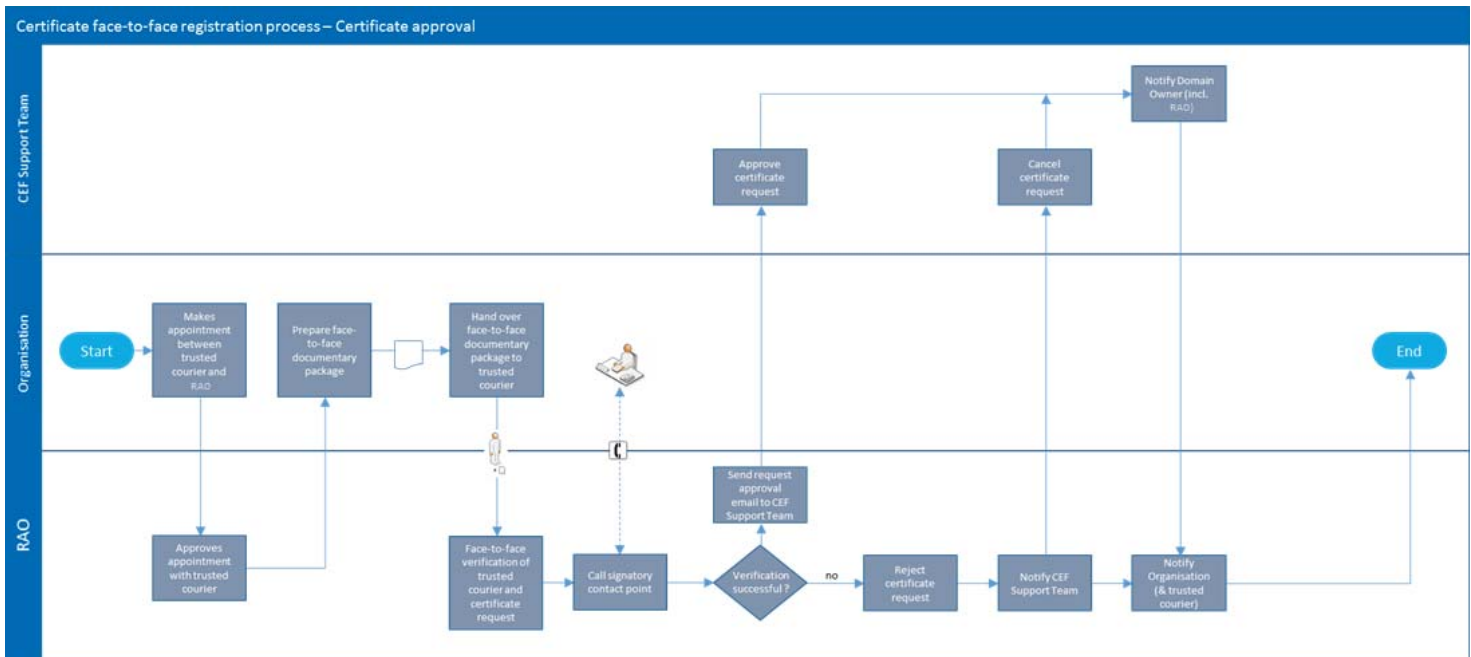 Certificate face-to-face registration process – Certificate approval
CEF Support Team
Notify Domain
Owner (incl.
RAO)
Approve
certificate
request
Cancel
certificate
request
Organisation
Start
Makes
appointment
between
trusted
courier and
RAO
Prepare face-
to-face
documentary
package
Hand over
face-to-face
documentary
package to
trusted
courier
End
RAO
Approves
appointment
with trusted
courier
Face-to-face
verification of
trusted
courier and
certificate
request
Call signatory
contact point
Send request
approval
email to CEF
Support Team
Verification
successful ?
no
Reject
certificate
request
Notify CEF
Support Team
Notify
Organisation
(& trusted
courier)